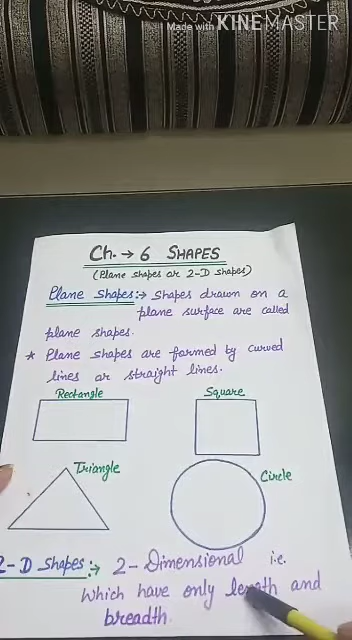 Made with KINEMASTER
Ch. → 6 SHAPES
(Plane shapes or 2-D shapes)
Plane Shapes:→ Shapes drawn on a
plane surface are called
plane shapes.
* Plane shapes are formed by curved
lines or straight lines.
Rectangle Square
Triangle Circle
2-D Shapes:→ 2-Dimensional i.e.
which have only length and
breadth.